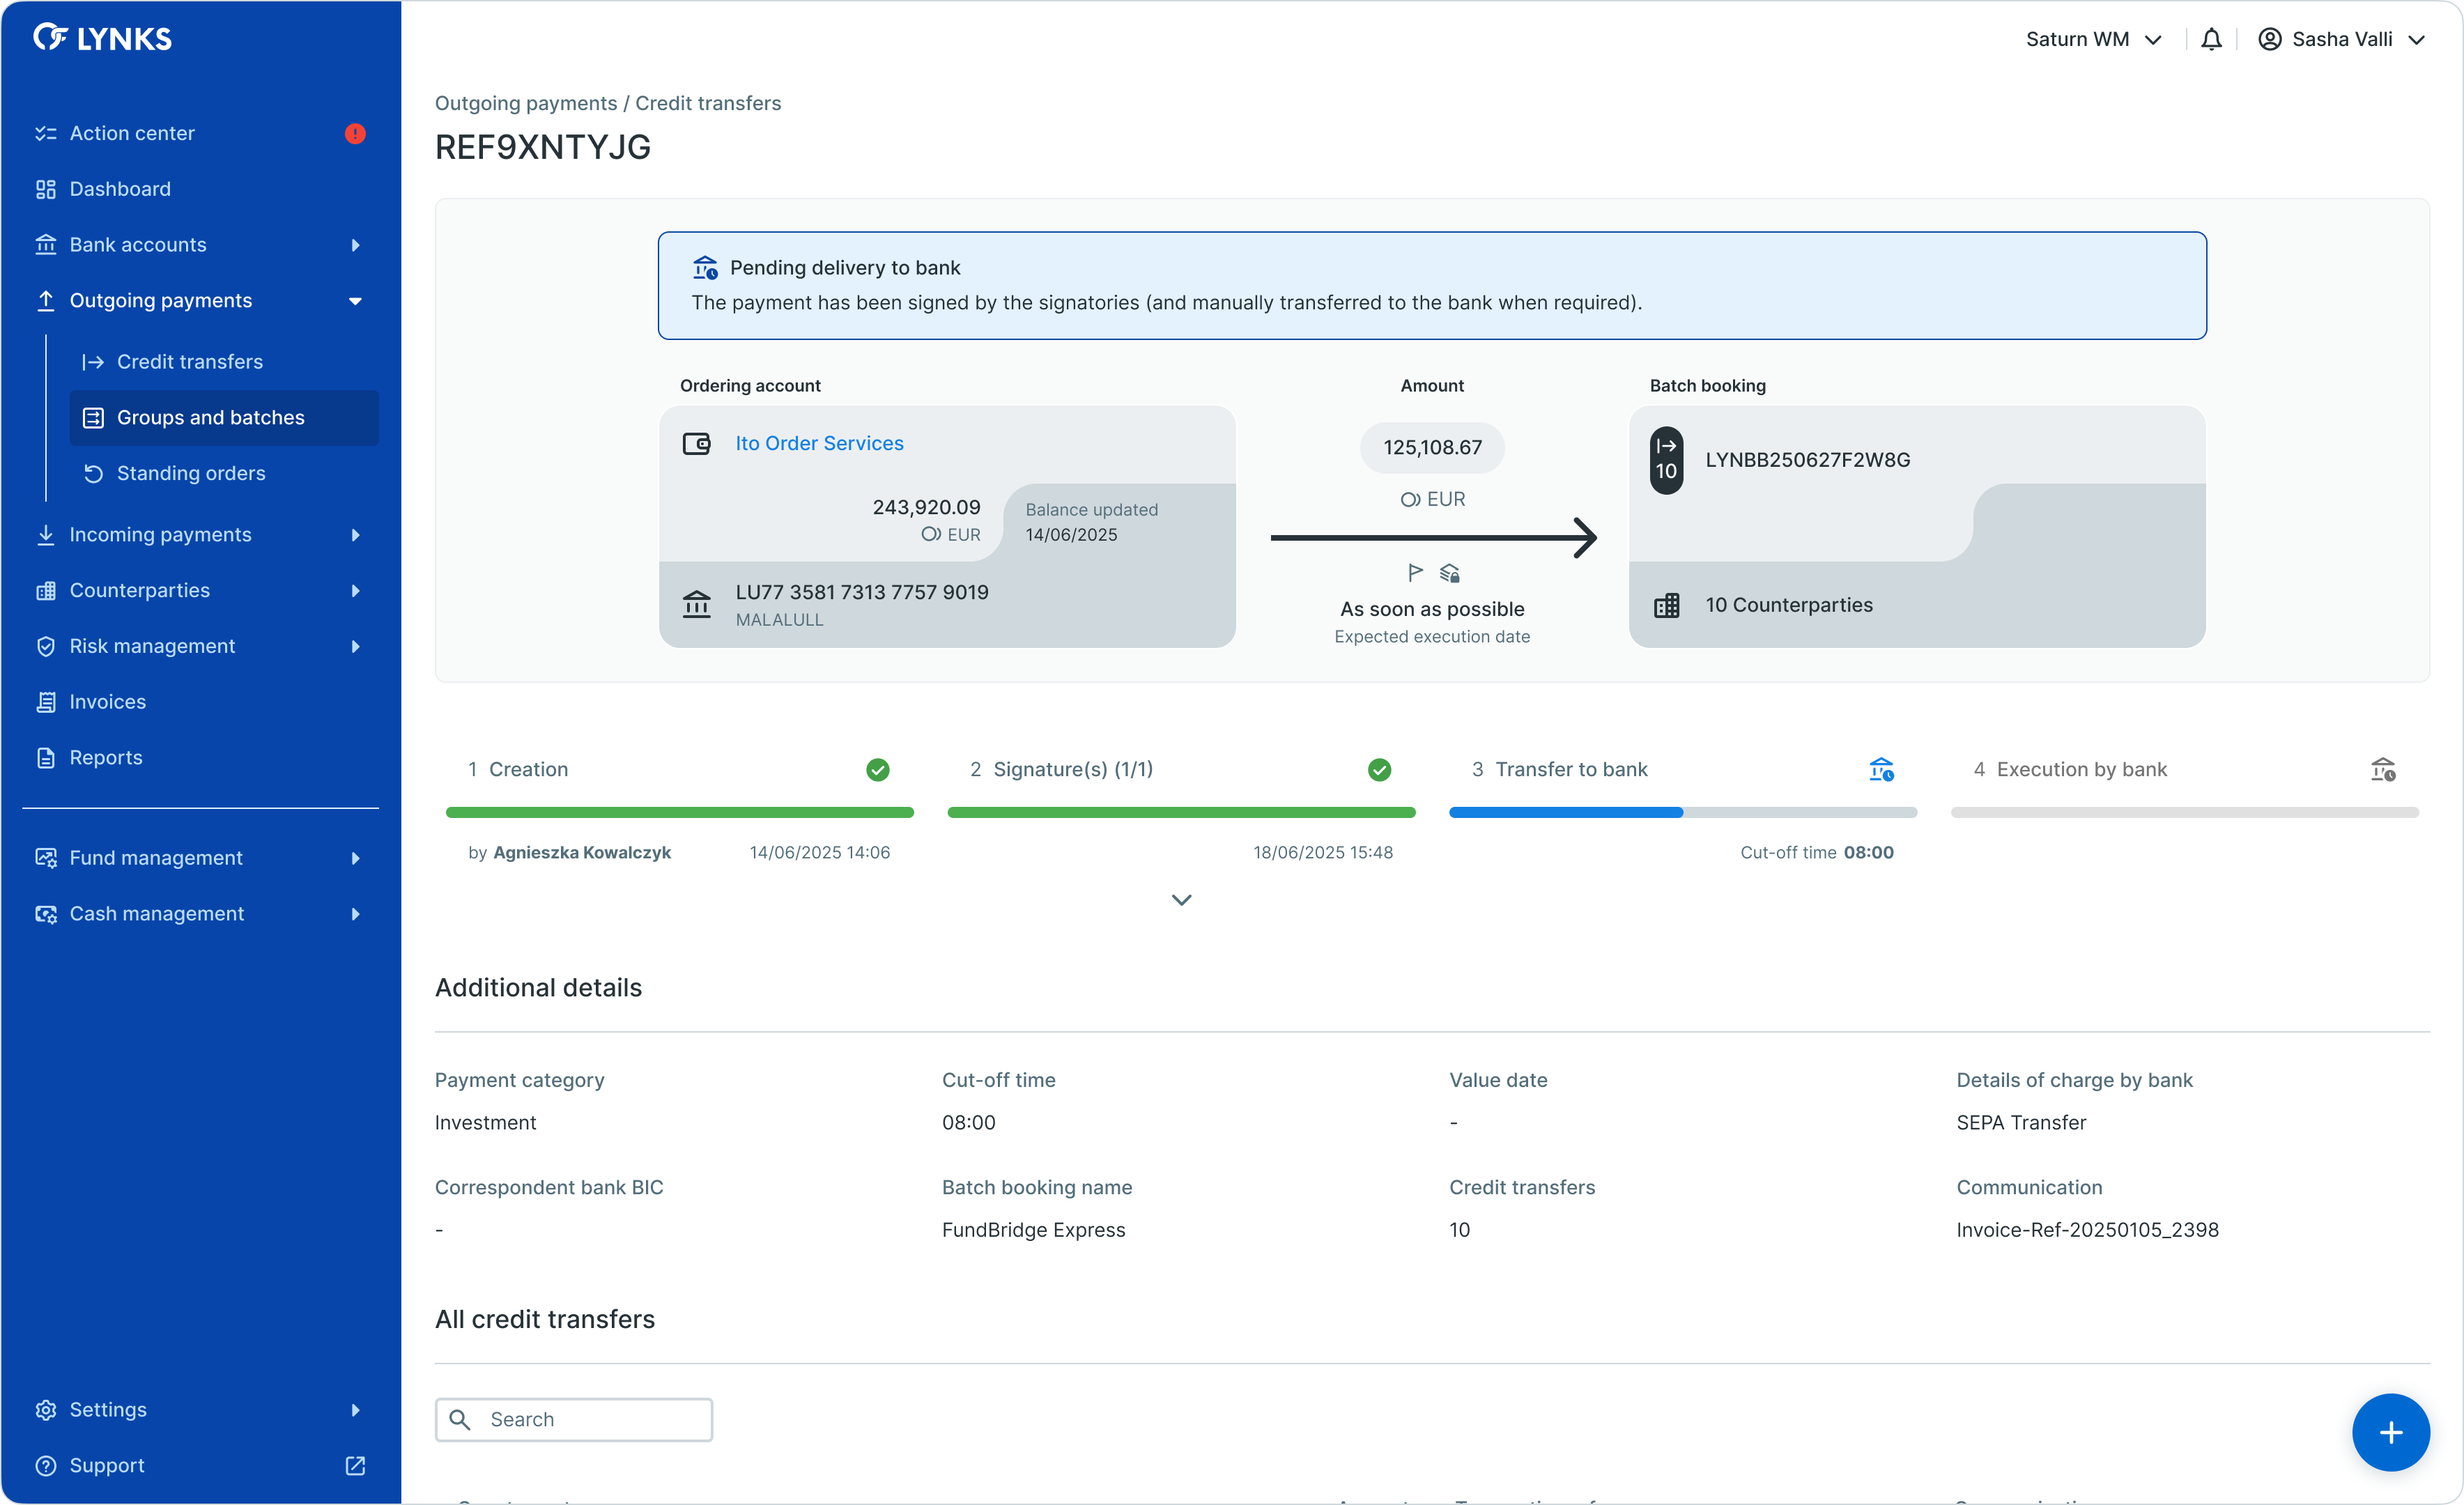 LYNKS
Action center
Dashboard
Bank accounts
Outgoing payments
Credit transfers
Groups and batches
Standing orders
Incoming payments
Counterparties
Risk management
Invoices
Reports
Fund management
Cash management
Settings
Support
Saturn WM
Sasha Valli
Outgoing payments / Credit transfers
REF9XNTYJG
Pending delivery to bank
The payment has been signed by the signatories (and manually transferred to the bank when required).
Ordering account
Ito Order Services
243,920.09
EUR
Balance updated
14/06/2025
LU77 3581 7313 7757 9019
MALALULL
Amount
125,108.67
EUR
As soon as possible
Expected execution date
Batch booking
10
LYNBB250627F2W8G
10 Counterparties
1 Creation
by Agnieszka Kowalczyk 14/06/2025 14:06
2 Signature(s) (1/1)
18/06/2025 15:48
3 Transfer to bank
Cut-off time 08:00
4 Execution by bank
Additional details
Payment category
Investment
Cut-off time
08:00
Value date
-
Details of charge by bank
SEPA Transfer
Correspondent bank BIC
-
Batch booking name
FundBridge Express
Credit transfers
10
Communication
Invoice-Ref-20250105_2398
All credit transfers
Search